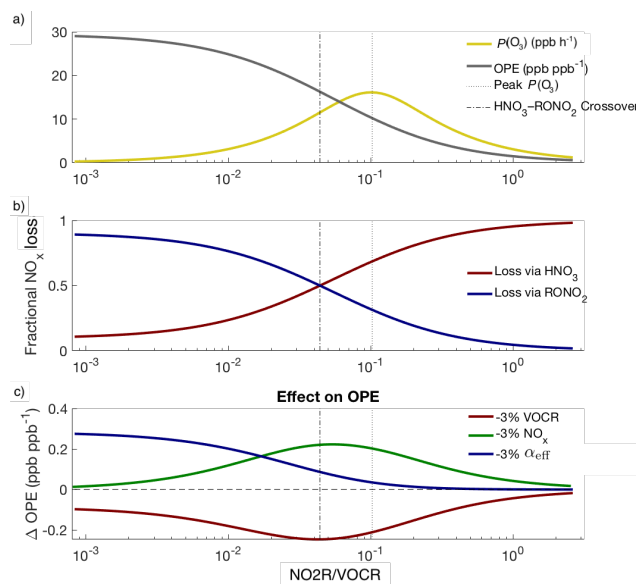 a)
30
20
10
0
P(O3) (ppb h-1)
OPE (ppb ppb-1)
Peak P(O3)
HNO3–RONO2 Crossover
10-3
10-2
10-1
100
b)
Fractional NOx loss
1
0.5
0
Loss via HNO3
Loss via RONO2
10-3
10-2
10-1
100
c)
Effect on OPE
Δ OPE (ppb ppb-1)
0.4
0.2
0
-0.2
-3% VOCR
-3% NOx
-3% αeff
10-3
10-2
10-1
100
NO2R/VOCR